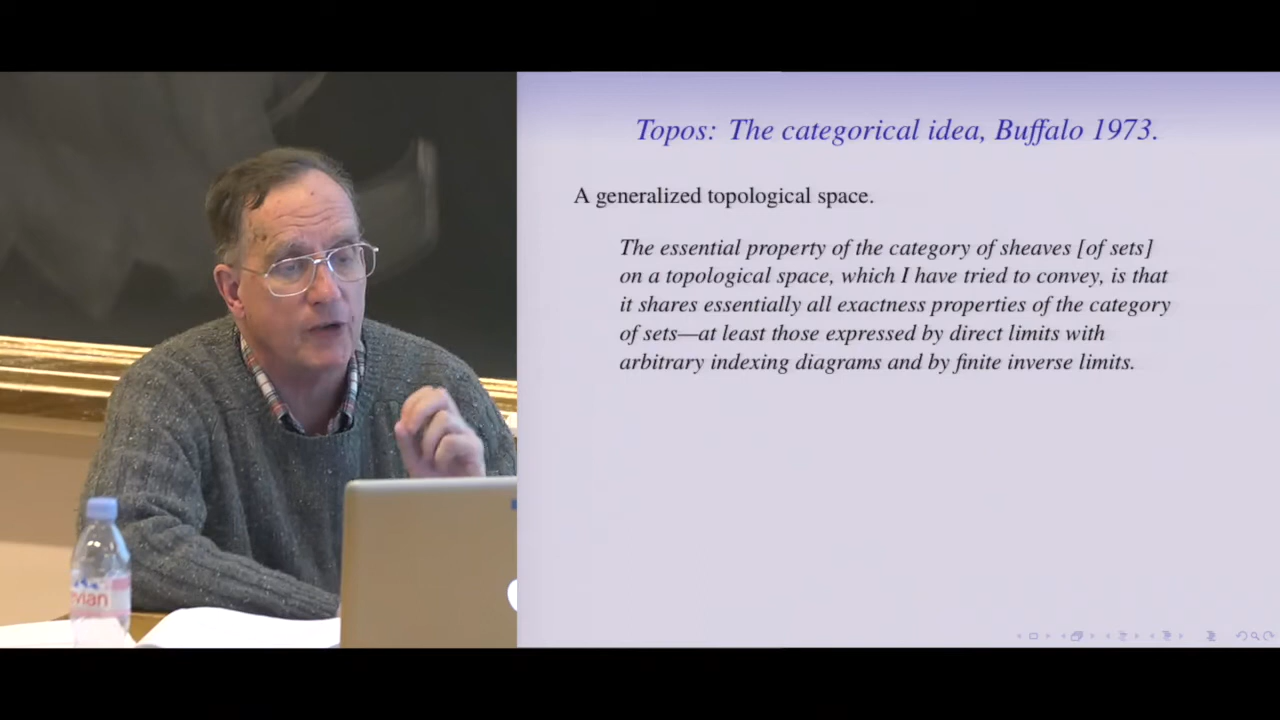 Topos: The categorical idea, Buffalo 1973.
A generalized topological space.
The essential property of the category of sheaves [of sets]
on a topological space, which I have tried to convey, is that
it shares essentially all exactness properties of the category
of sets—at least those expressed by direct limits with
arbitrary indexing diagrams and by finite inverse limits.
evian